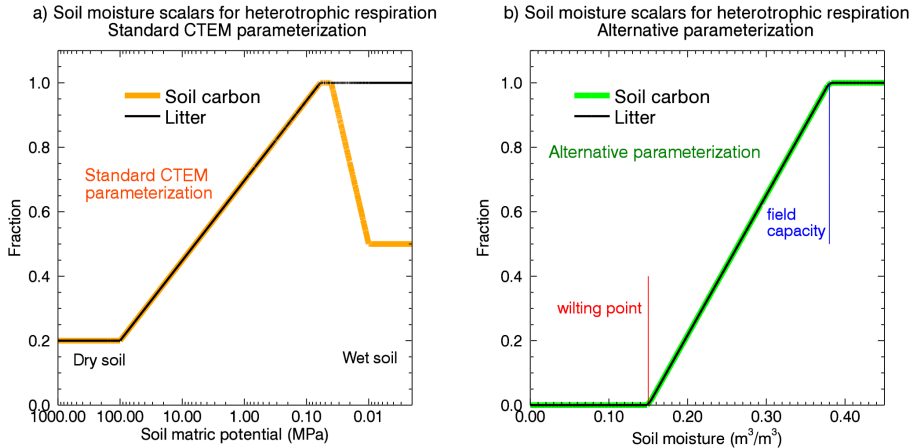 a) Soil moisture scalars for heterotrophic respiration
Standard CTEM parameterization
1.0
0.8
0.6
0.4
0.2
0.0
Fraction
Soil carbon
Litter
Standard CTEM
parameterization
Dry soil
Wet soil
1000.00 100.00 10.00 1.00 0.10 0.01
Soil matric potential (MPa)
b) Soil moisture scalars for heterotrophic respiration
Alternative parameterization
1.0
0.8
0.6
0.4
0.2
0.0
Fraction
Soil carbon
Litter
Alternative parameterization
field
capacity
wilting point
0.00 0.10 0.20 0.30 0.40
Soil moisture (m³/m³)